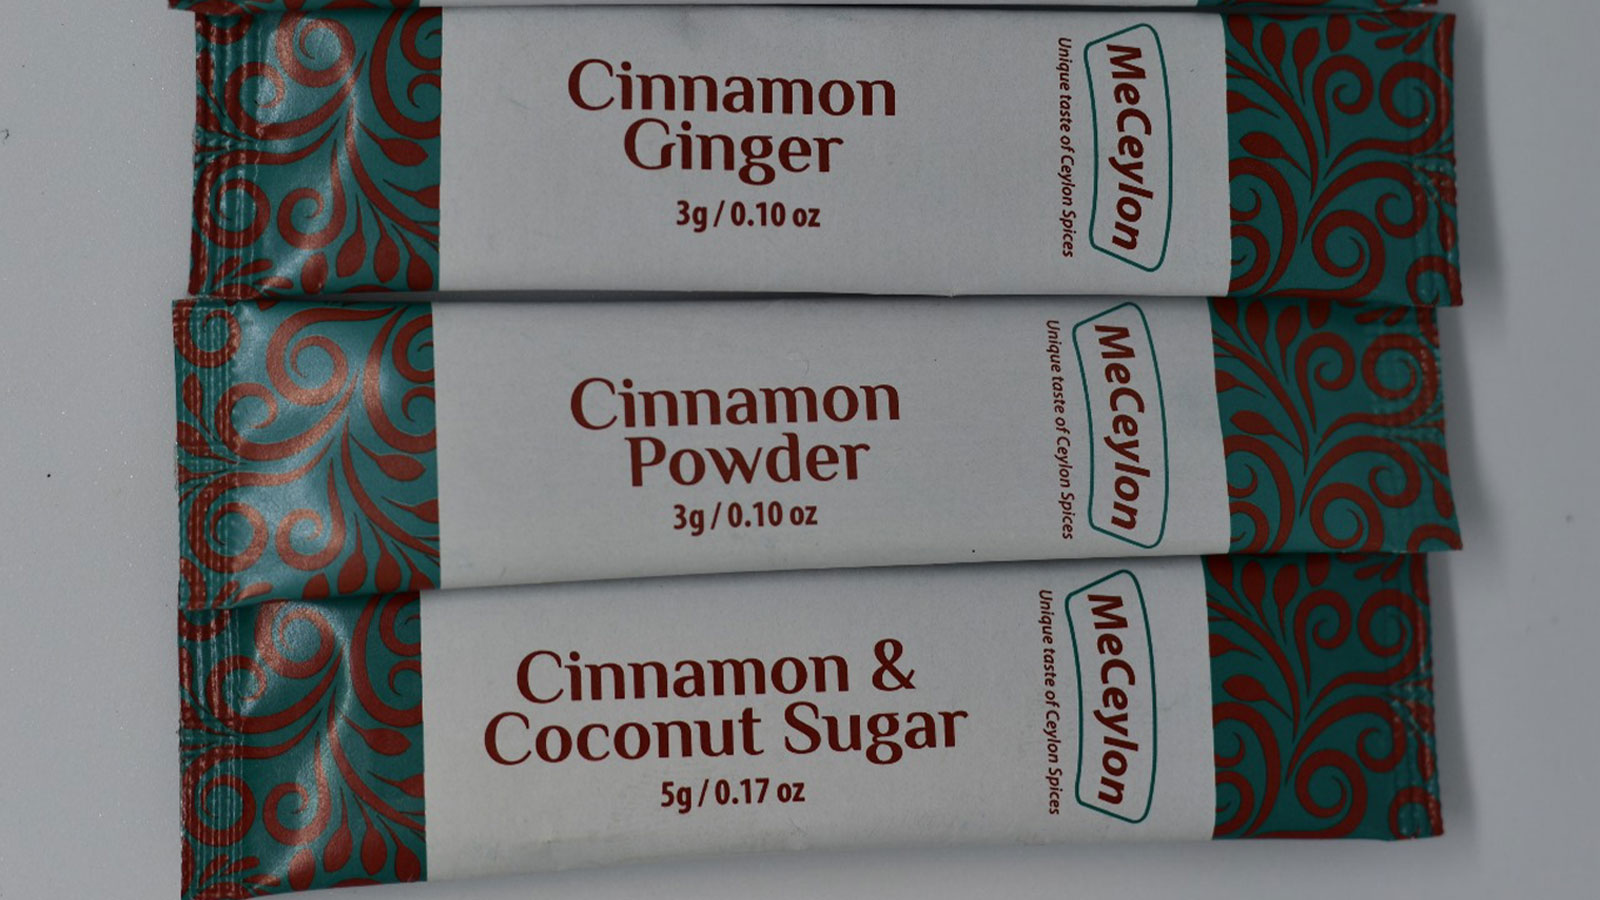 Cinnamon
Ginger
3g / 0.10 oz
MeCeylon
Unique taste of Ceylon Spices
Cinnamon
Powder
3g / 0.10 oz
MeCeylon
Unique taste of Ceylon Spices
Cinnamon &
Coconut Sugar
5g / 0.17 oz
MeCeylon
Unique taste of Ceylon Spices